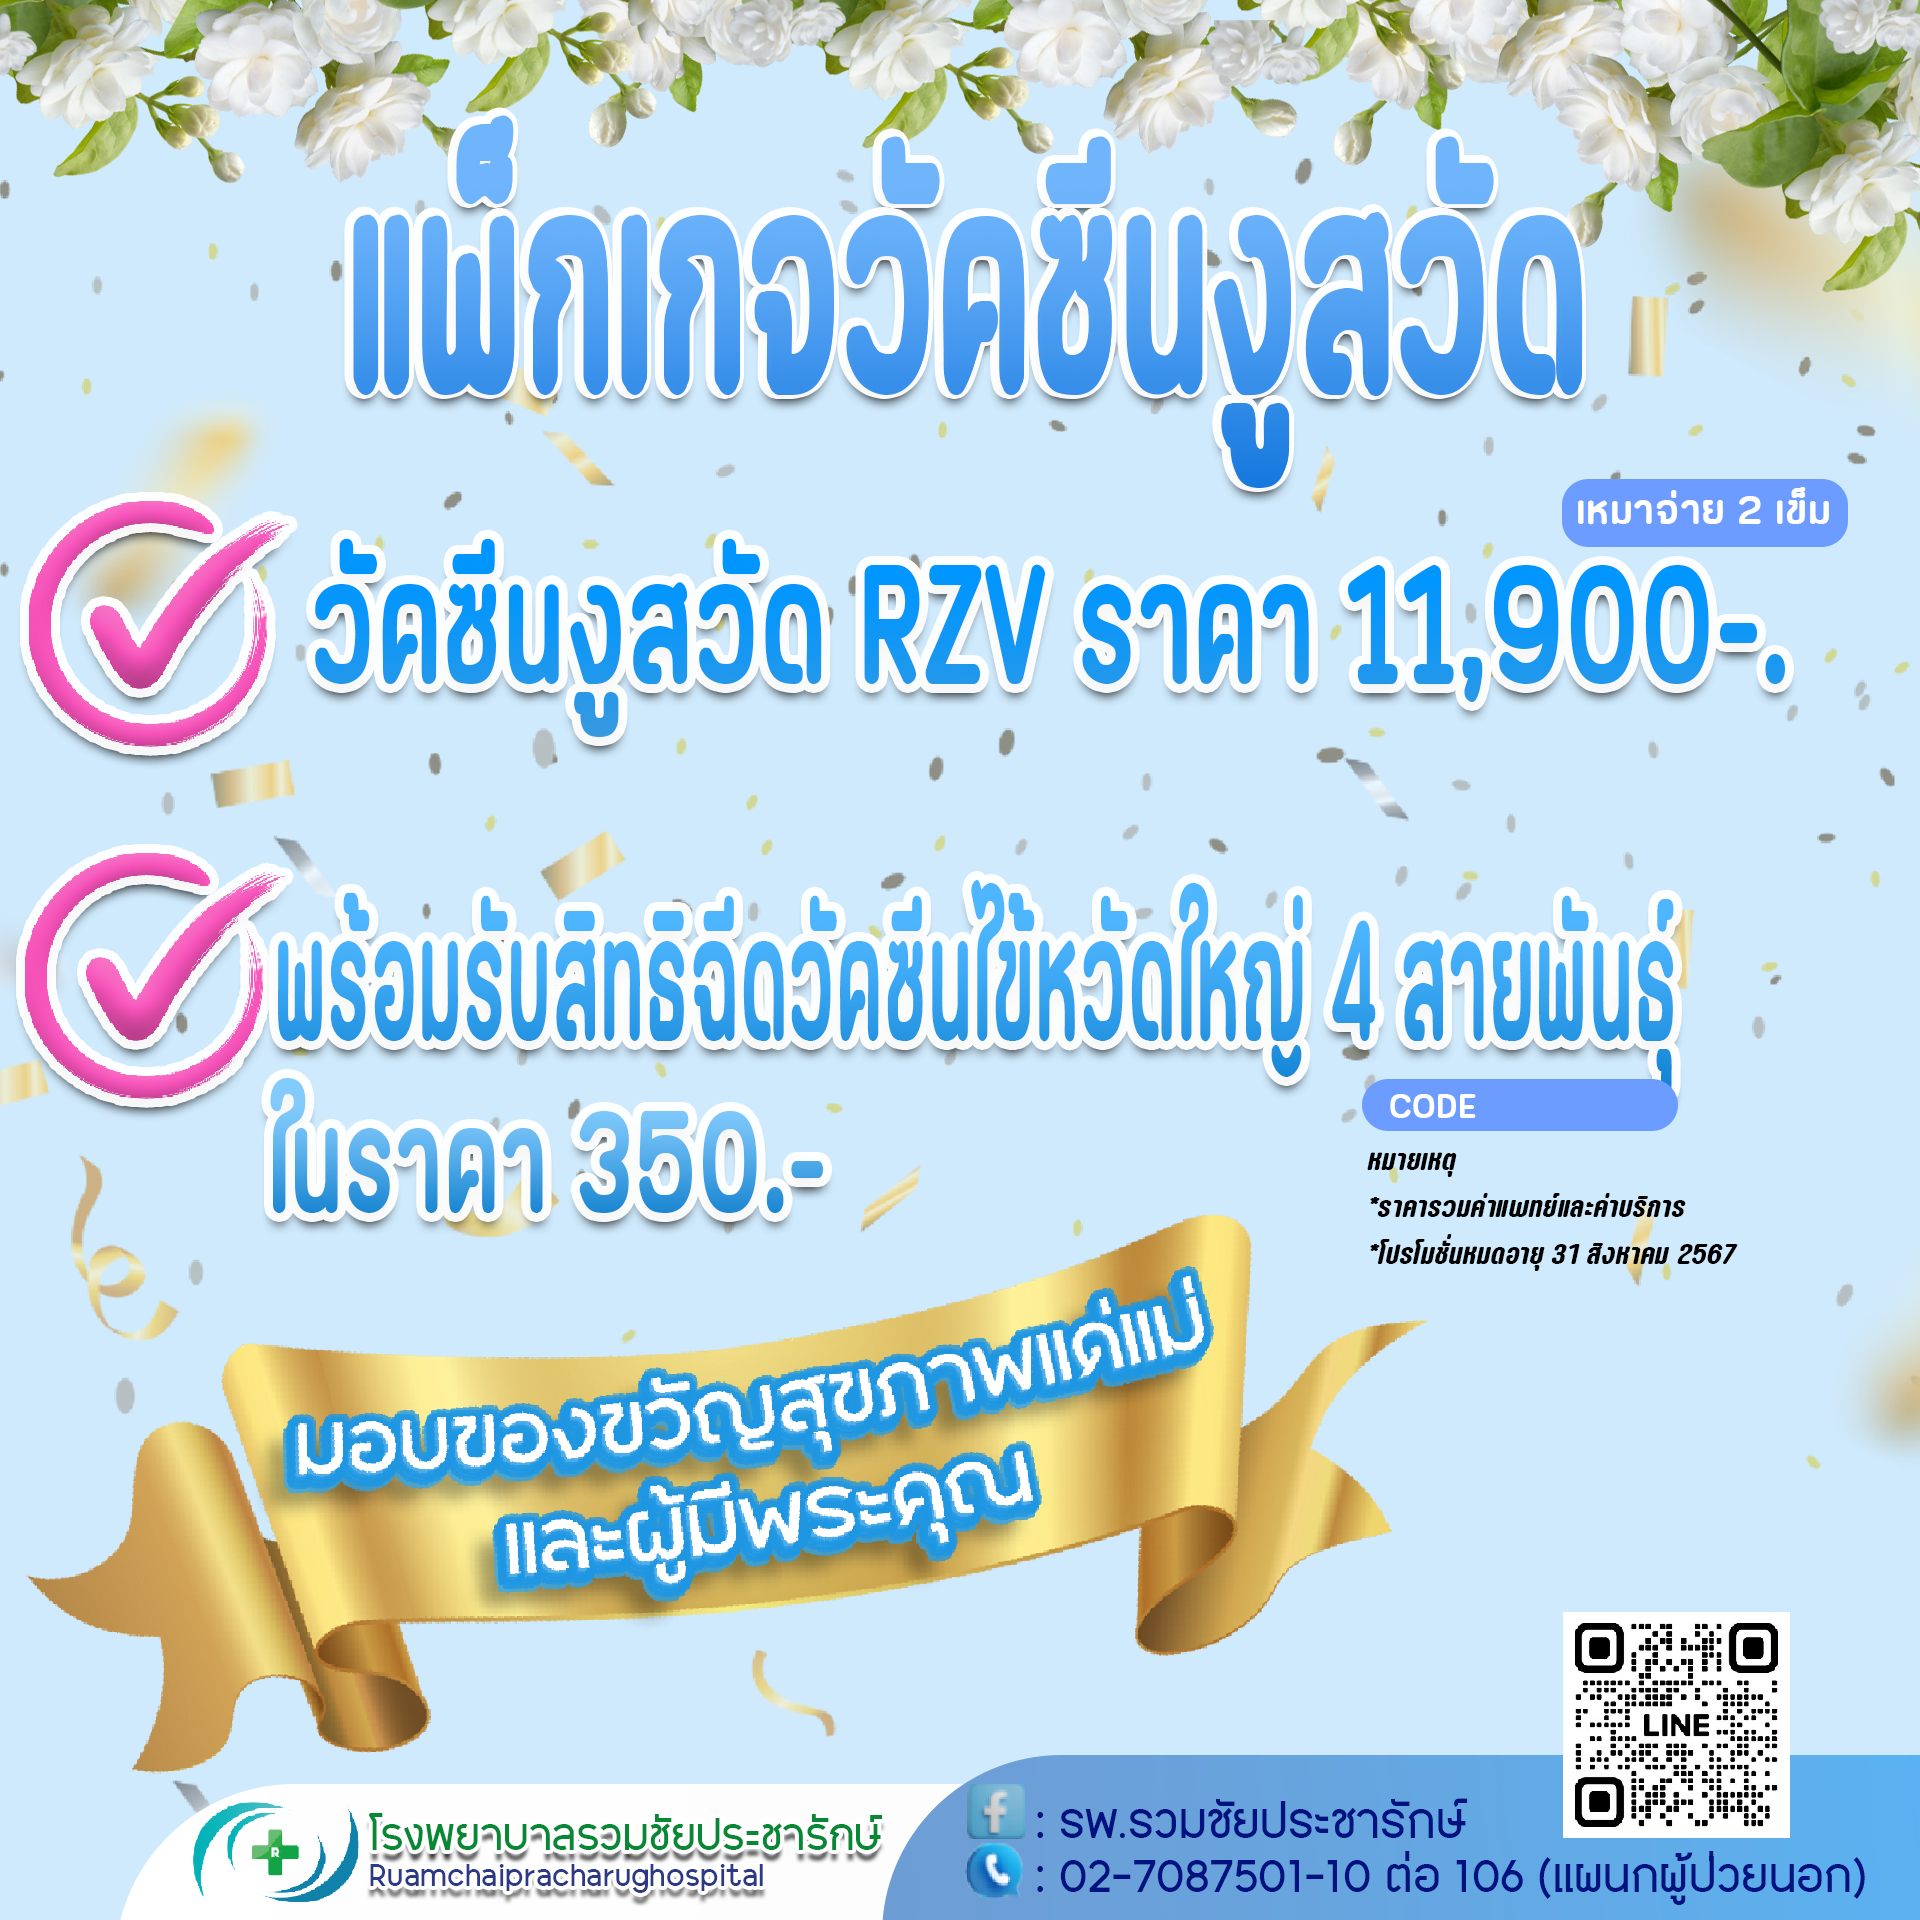 แพ็กเกจวัคซีนงูสวัด
เหมาจ่าย 2 เข็ม
วัคซีนงูสวัด RZV ราคา 11,900-.
พร้อมรับสิทธิฉีดวัคซีนไข้หวัดใหญ่ 4 สายพันธุ์
ในราคา 350.-
CODE
หมายเหตุ
*ราคารวมค่าแพทย์และค่าบริการ
*โปรโมชั่นหมดอายุ 31 สิงหาคม 2567
มอบของขวัญสุขภาพแด่แม่
และผู้มีพระคุณ
LINE
R
โรงพยาบาลรวมชัยประชารักษ์
Ruamchaipracharughospital
: รพ.รวมชัยประชารักษ์
: 02-7087501-10 ต่อ 106 (แผนกผู้ป่วยนอก)